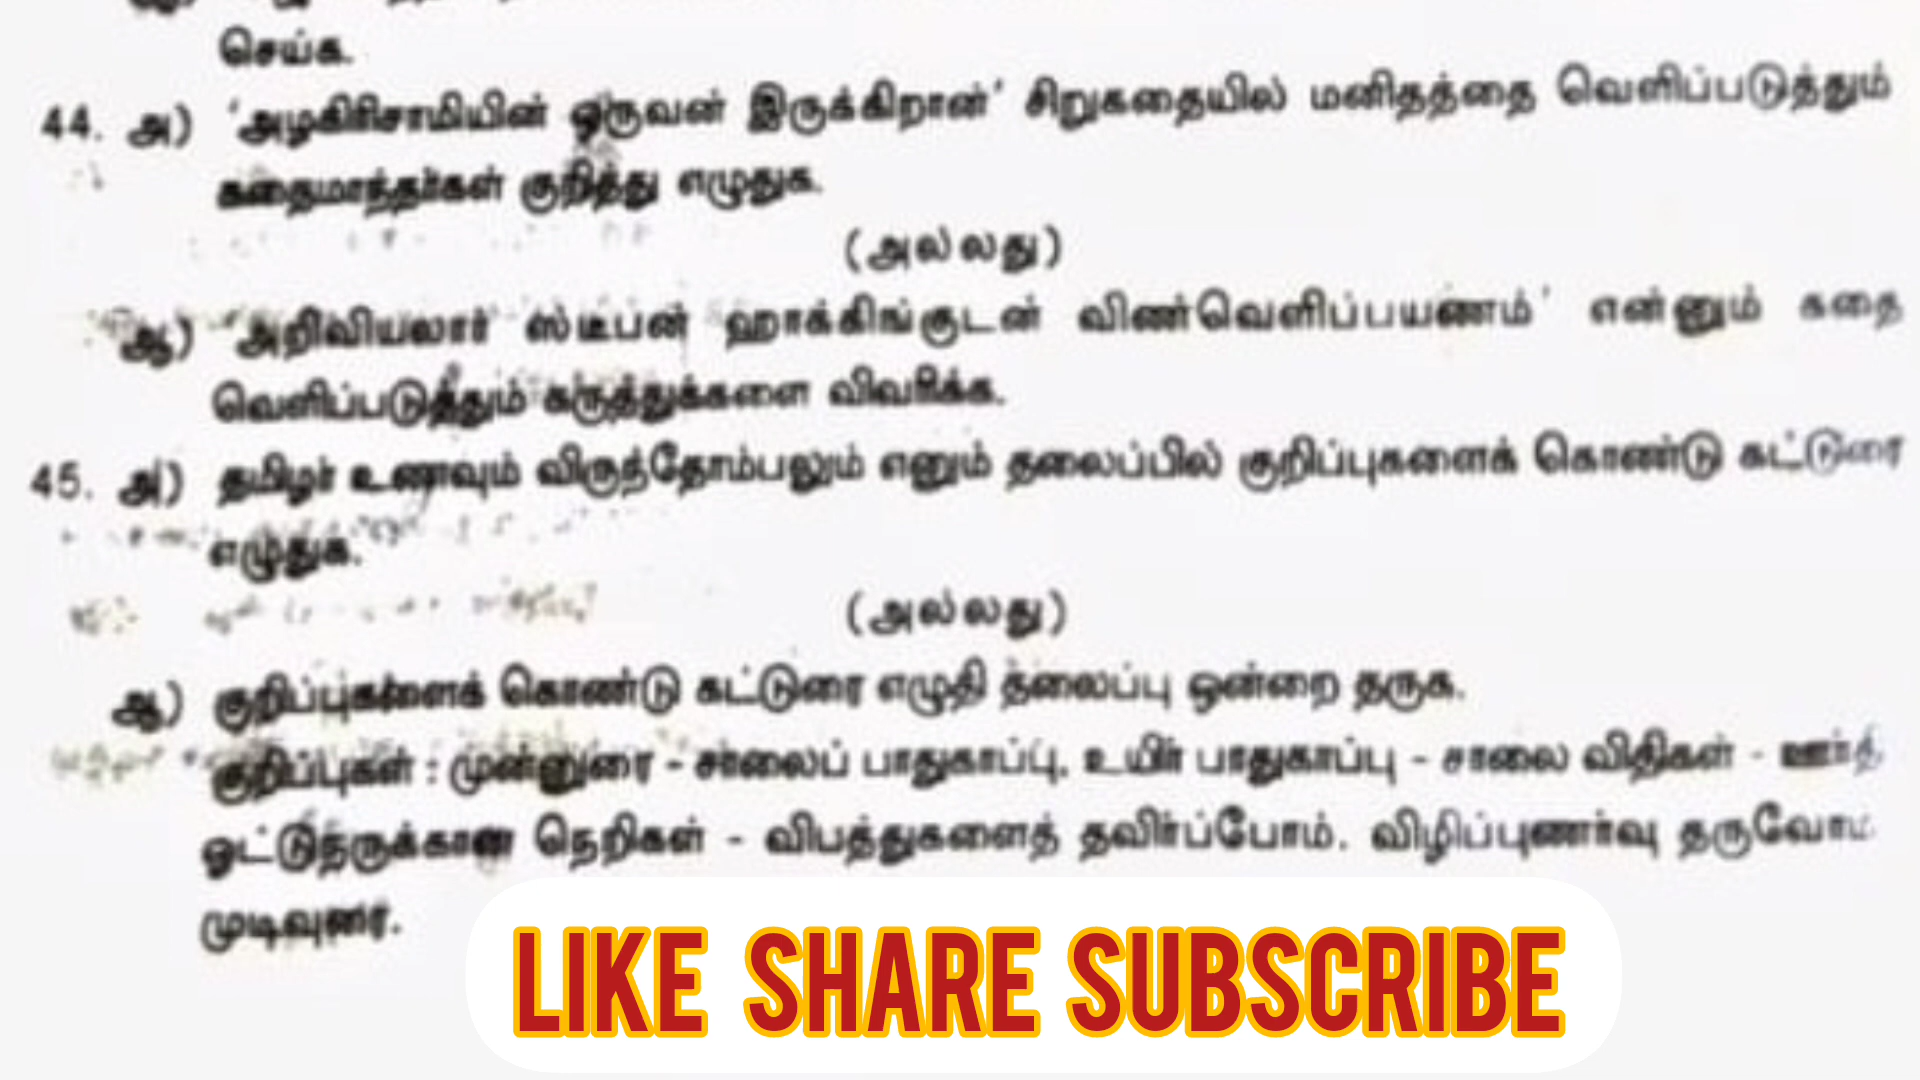 செய்க.
44. அ) 'அழகிரிசாமியின் ஒருவன் இருக்கிறான்' சிறுகதையில் மனிதத்தை வெளிப்படுத்தும்
கதைமாந்தர்கள் குறித்து எழுதுக.
(அல்லது)
ஆ) 'அறிவியலார் ஸ்டீபன் ஹாக்கிங்குடன் விண்வெளிப்பயணம்' என்னும் கதை
வெளிப்படுத்தும் கருத்துக்களை விவரிக்க.
45. அ) தமிழர் உணவும் விருந்தோம்பலும் எனும் தலைப்பில் குறிப்புகளைக் கொண்டு கட்டுரை
எழுதுக.
(அல்லது)
ஆ) குறிப்புகளைக் கொண்டு கட்டுரை எழுதி தலைப்பு ஒன்றை தருக.
குறிப்புகள் : முன்னுரை - சாலைப் பாதுகாப்பு, உயிர் பாதுகாப்பு - சாலை விதிகள் - ஊர்தி
ஓட்டுநருக்கான நெறிகள் - விபத்துகளைத் தவிர்ப்போம். விழிப்புணர்வு தருவோம்
முடிவுரை.
LIKE SHARE SUBSCRIBE